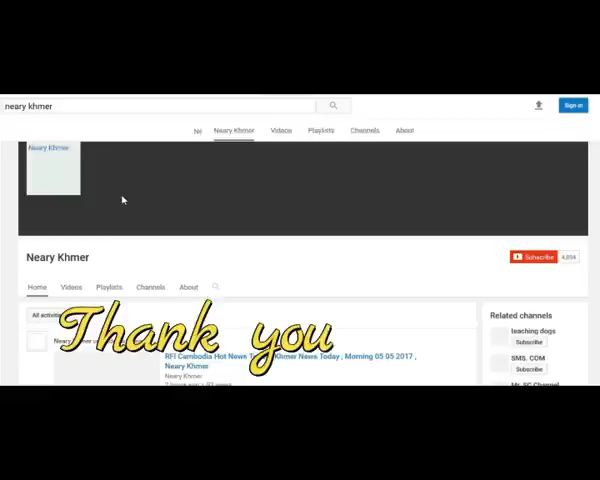 neary khmer
Sign in
Neary Khmer Videos Playlists Channels About
Neary Khmer
Neary Khmer
Subscribe 4,894
Home Videos Playlists Channels About
All
Related channels
Thank you
teaching dogs
Subscribe
RFI Cambodia Hot News Khmer News Today , Morning 05 05 2017 ,
Neary Khmer
SMS. COM
Neary Khmer
Subscribe